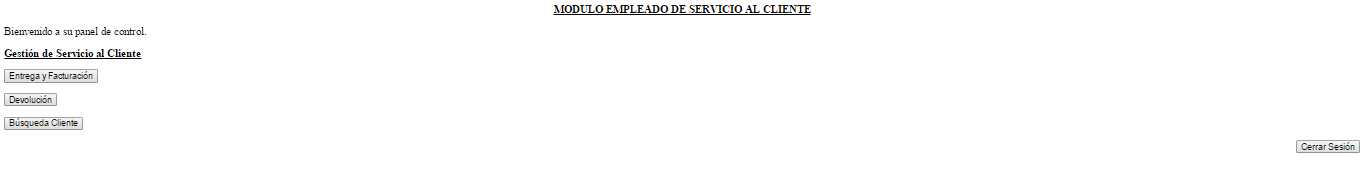 MODULO EMPLEADO DE SERVICIO AL CLIENTE
Bienvenido a su panel de control.
Gestión de Servicio al Cliente
Entrega y Facturación
Devolución
Búsqueda Cliente
Cerrar Sesión